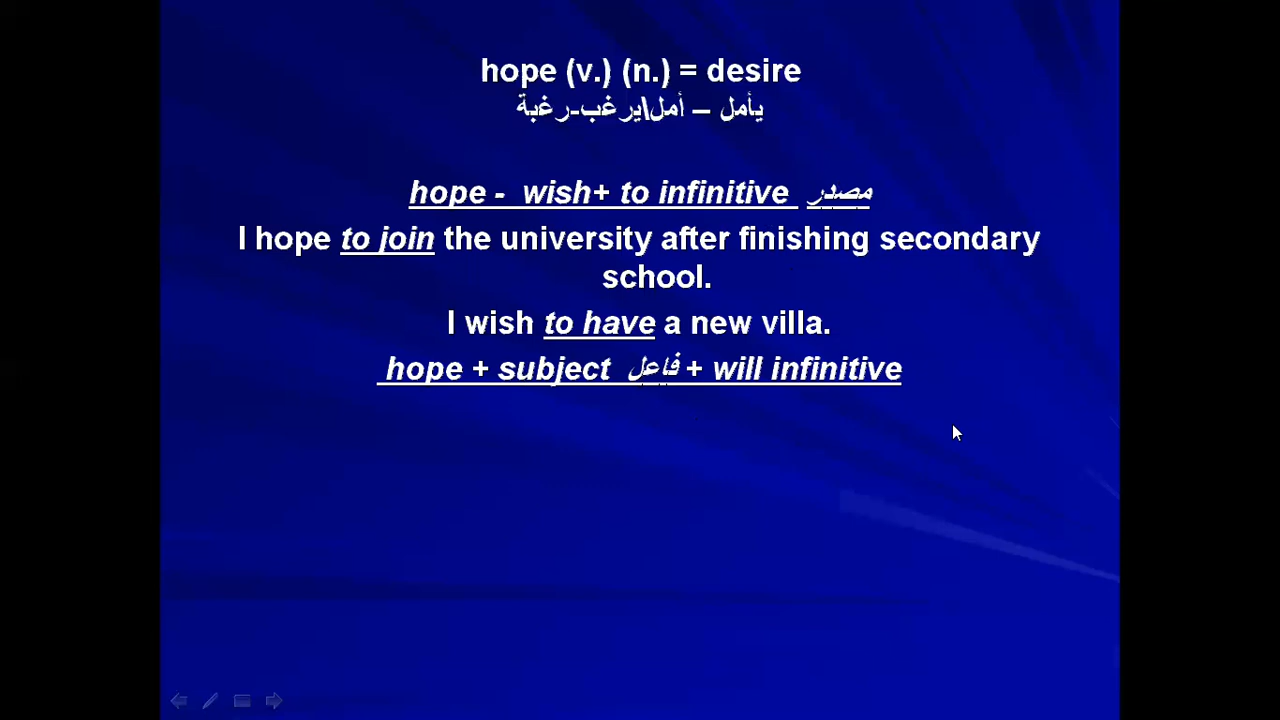 hope (v.) (n.) = desire
يأمل – أمل\يرغب-رغبة
hope - wish+ to infinitive مصدر
I hope to join the university after finishing secondary
school.
I wish to have a new villa.
hope + subject فاعل + will infinitive